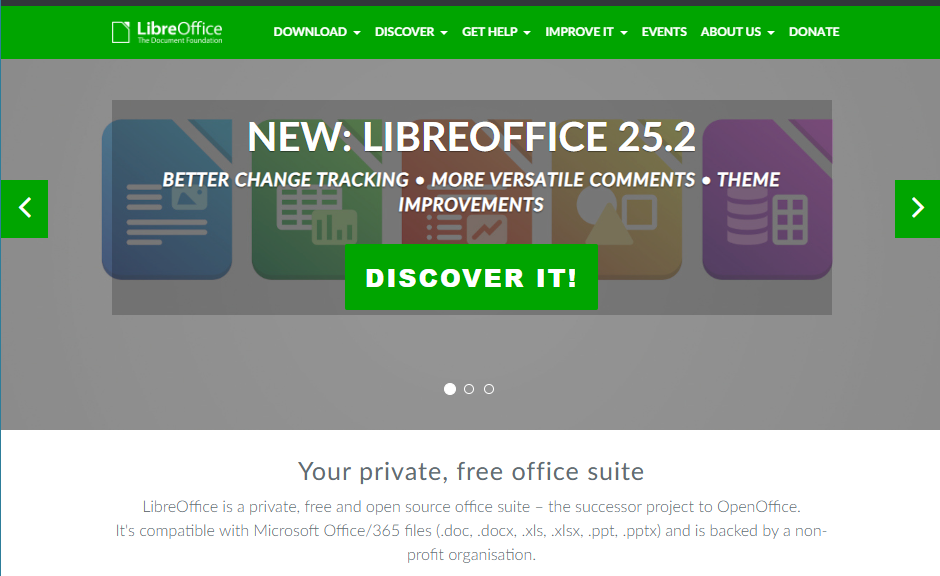 LibreOffice
The Document Foundation
DOWNLOAD DISCOVER GET HELP IMPROVE IT EVENTS ABOUT US DONATE
NEW: LIBREOFFICE 25.2
BETTER CHANGE TRACKING • MORE VERSATILE COMMENTS • THEME
IMPROVEMENTS
DISCOVER IT!
Your private, free office suite
LibreOffice is a private, free and open source office suite – the successor project to OpenOffice.
It's compatible with Microsoft Office/365 files (.doc, .docx, .xls, .xlsx, .ppt, .pptx) and is backed by a non-
profit organisation.